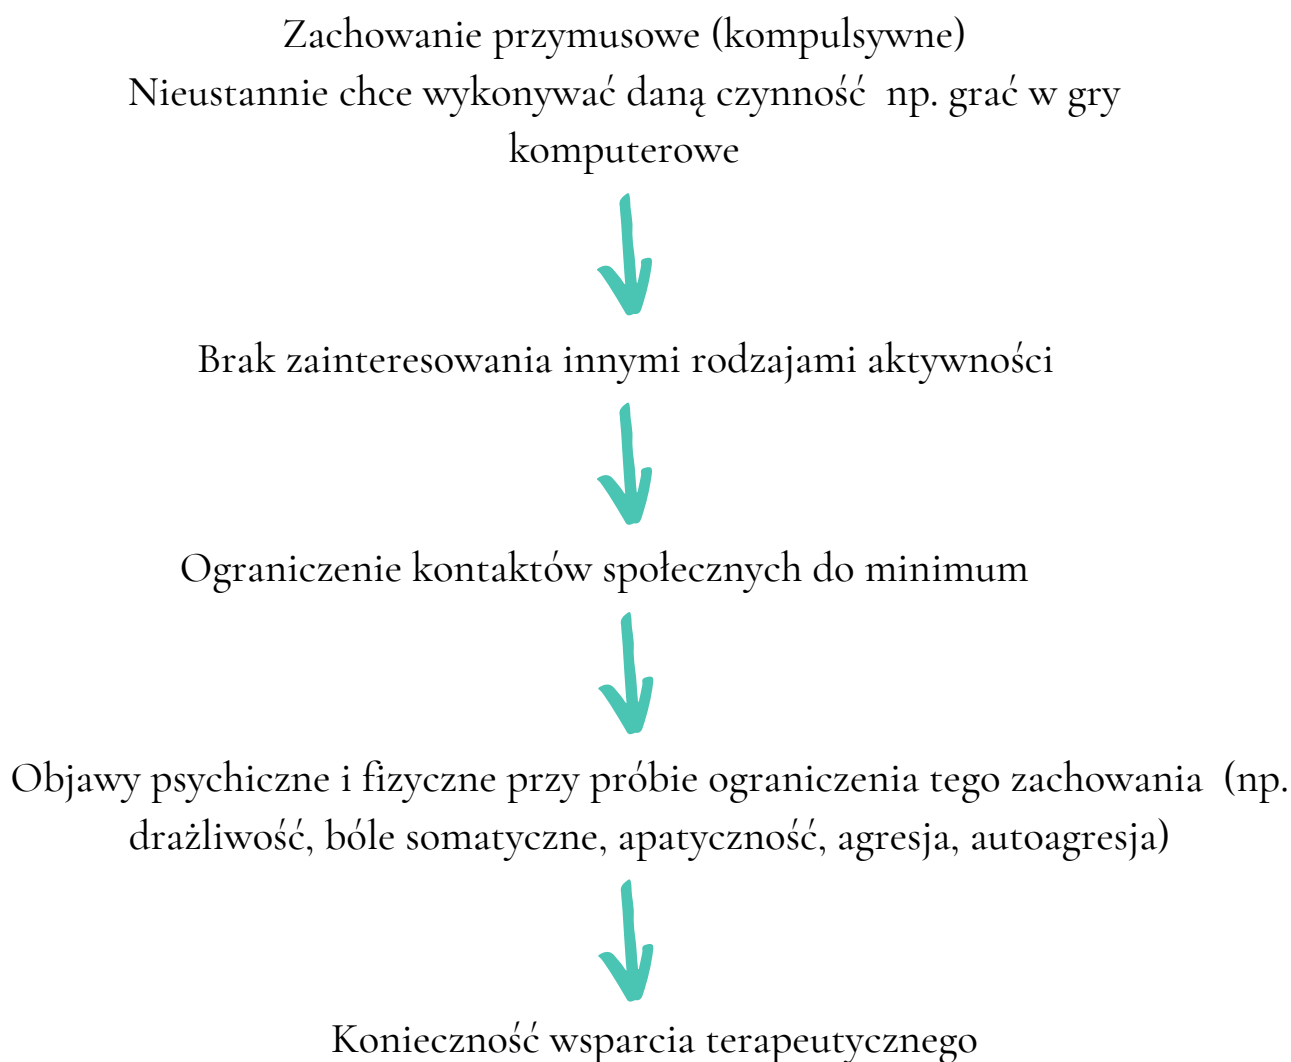 Zachowanie przymusowe (kompulsywne)
Nieustannie chce wykonywać daną czynność  np. grać w gry
komputerowe
Brak zainteresowania innymi rodzajami aktywności
Ograniczenie kontaktów społecznych do minimum
Objawy psychiczne i fizyczne przy próbie ograniczenia tego zachowania  (np.
drażliwość, bóle somatyczne, apatyczność, agresja, autoagresja)
Konieczność wsparcia terapeutycznego